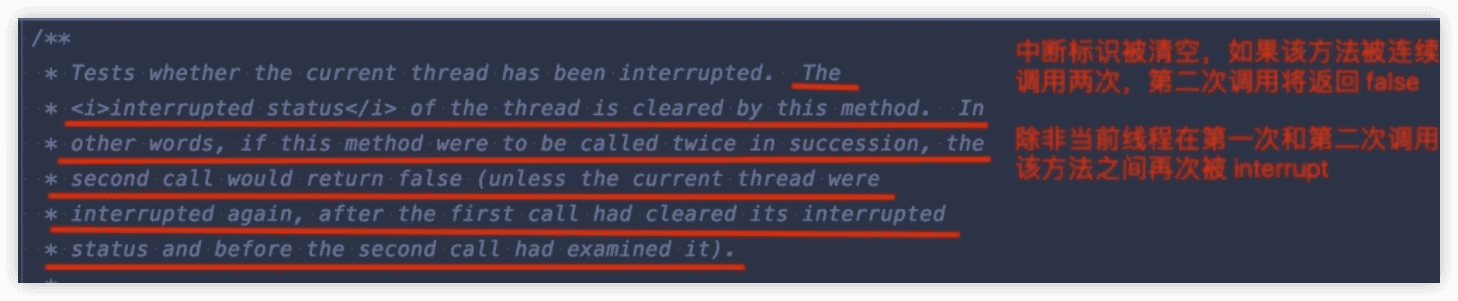 /**
* Tests whether the current thread has been interrupted.  The
* <i>interrupted status</i> of the thread is cleared by this method.  In
* other words, if this method were to be called twice in succession, the
* second call would return false (unless the current thread were
* interrupted again, after the first call had cleared its interrupted
* status and before the second call had examined it).
*
中断标识被清空，如果该方法被连续
调用两次，第二次调用将返回 false
除非当前线程在第一次和第二次调用
该方法之间再次被 interrupt